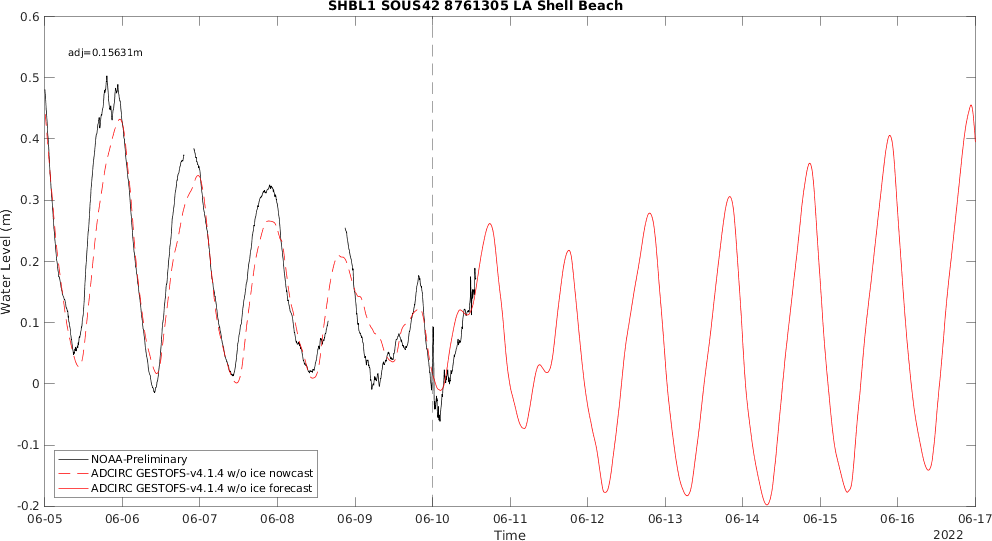 SHBL1 SOUS42 8761305 LA Shell Beach
adj=0.15631m
Water Level (m)
0.6
0.5
0.4
0.3
0.2
0.1
0
-0.1
-0.2
NOAA-Preliminary
ADCIRC GESTOFS-v4.1.4 w/o ice nowcast
ADCIRC GESTOFS-v4.1.4 w/o ice forecast
06-05 06-06 06-07 06-08 06-09 06-10 06-11 06-12 06-13 06-14 06-15 06-16 06-17
Time
2022